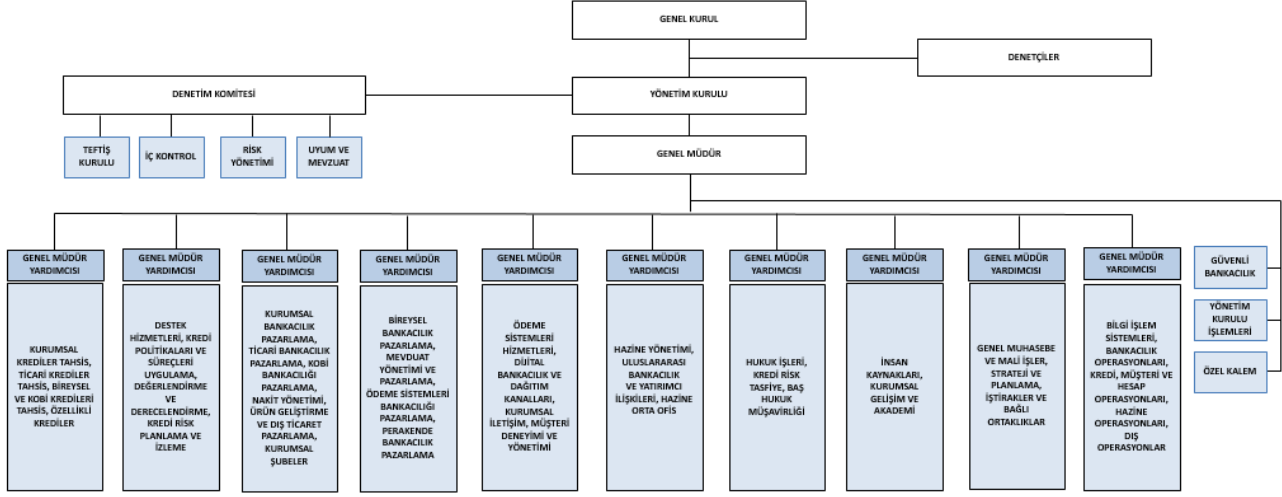 GENEL KURUL
DENETÇİLER
DENETİM KOMİTESİ
YÖNETİM KURULU
TEFTİŞ
KURULU
İÇ KONTROL
RİSK
YÖNETİMİ
UYUM VE
MEVZUAT
GENEL MÜDÜR
GENEL MÜDÜR
YARDIMCISI
KURUMSAL
KREDİLER TAHSİS,
TİCARİ KREDİLER
TAHSİS, BİREYSEL
VE KOBİ KREDİLERİ
TAHSİS, ÖZELLİKLİ
KREDİLER
GENEL MÜDÜR
YARDIMCISI
DESTEK
HİZMETLERİ, KREDİ
POLİTİKALARI VE
SÜREÇLERİ
UYGULAMA,
DEĞERLENDİRME
VE
DERECELENDİRME,
KREDİ RİSK
PLANLAMA VE
İZLEME
GENEL MÜDÜR
YARDIMCISI
KURUMSAL
BANKACILIK
PAZARLAMA,
TİCARİ BANKACILIK
PAZARLAMA, KOBİ
BANKACILIĞI
PAZARLAMA,
NAKİT YÖNETİMİ,
ÜRÜN GELİŞTİRME
VE DIŞ TİCARET
PAZARLAMA,
KURUMSAL
ŞUBELER
GENEL MÜDÜR
YARDIMCISI
BİREYSEL
BANKACILIK
PAZARLAMA,
MEVDUAT
YÖNETİMİ VE
PAZARLAMA,
ÖDEME SİSTEMLERİ
BANKACILIĞI
PAZARLAMA,
PERAKENDE
BANKACILIK
PAZARLAMA
GENEL MÜDÜR
YARDIMCISI
ÖDEME
SİSTEMLERİ
HİZMETLERİ,
DİJİTAL
BANKACILIK VE
DAĞITIM
KANALLARI,
KURUMSAL
İLETİŞİM, MÜŞTERİ
DENEYİMİ VE
YÖNETİMİ
GENEL MÜDÜR
YARDIMCISI
HAZİNE YÖNETİMİ,
ULUSLARARASI
BANKACILIK
VE YATIRIMCI
İLİŞKİLERİ, HAZİNE
ORTA OFİS
GENEL MÜDÜR
YARDIMCISI
HUKUK İŞLERİ,
KREDİ RİSK
TASFİYE, BAŞ
HUKUK
MÜŞAVİRLİĞİ
GENEL MÜDÜR
YARDIMCISI
İNSAN
KAYNAKLARI,
KURUMSAL
GELİŞİM VE
AKADEMİ
GENEL MÜDÜR
YARDIMCISI
GENEL MUHASEBE
VE MALİ İŞLER,
STRATEJİ VE
PLANLAMA,
İŞTİRAKLER VE
BAĞLI
ORTAKLIKLAR
GENEL MÜDÜR
YARDIMCISI
BİLGİ İŞLEM
SİSTEMLERİ,
BANKACILIK
OPERASYONLARI,
KREDİ, MÜŞTERİ VE
HESAP
OPERASYONLARI,
HAZİNE
OPERASYONLARI,
DIŞ
OPERASYONLAR
GÜVENLİ
BANKACILIK
YÖNETİM
KURULU
İŞLEMLERİ
ÖZEL KALEM